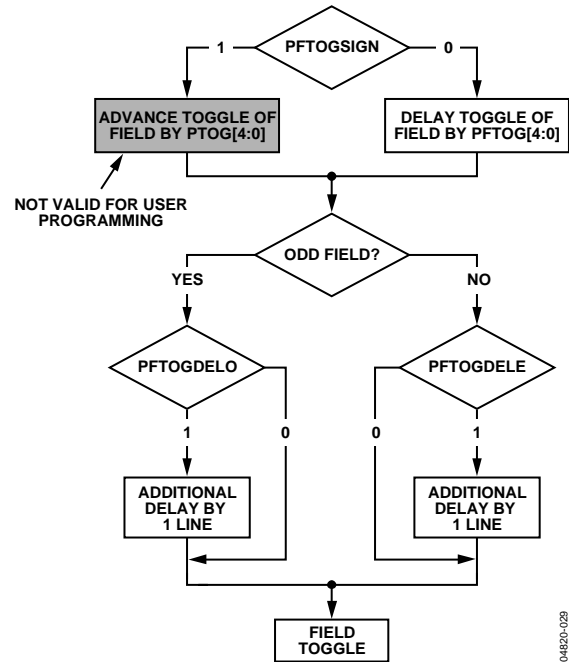 PFTOGSIGN
1
0
ADVANCE TOGGLE OF
FIELD BY PTOG[4:0]
DELAY TOGGLE OF
FIELD BY PFTOG[4:0]
NOT VALID FOR USER
PROGRAMMING
ODD FIELD?
YES
NO
PFTOGDELO
PFTOGDELE
1
0
0
1
ADDITIONAL
DELAY BY
1 LINE
ADDITIONAL
DELAY BY
1 LINE
FIELD
TOGGLE
04820-029